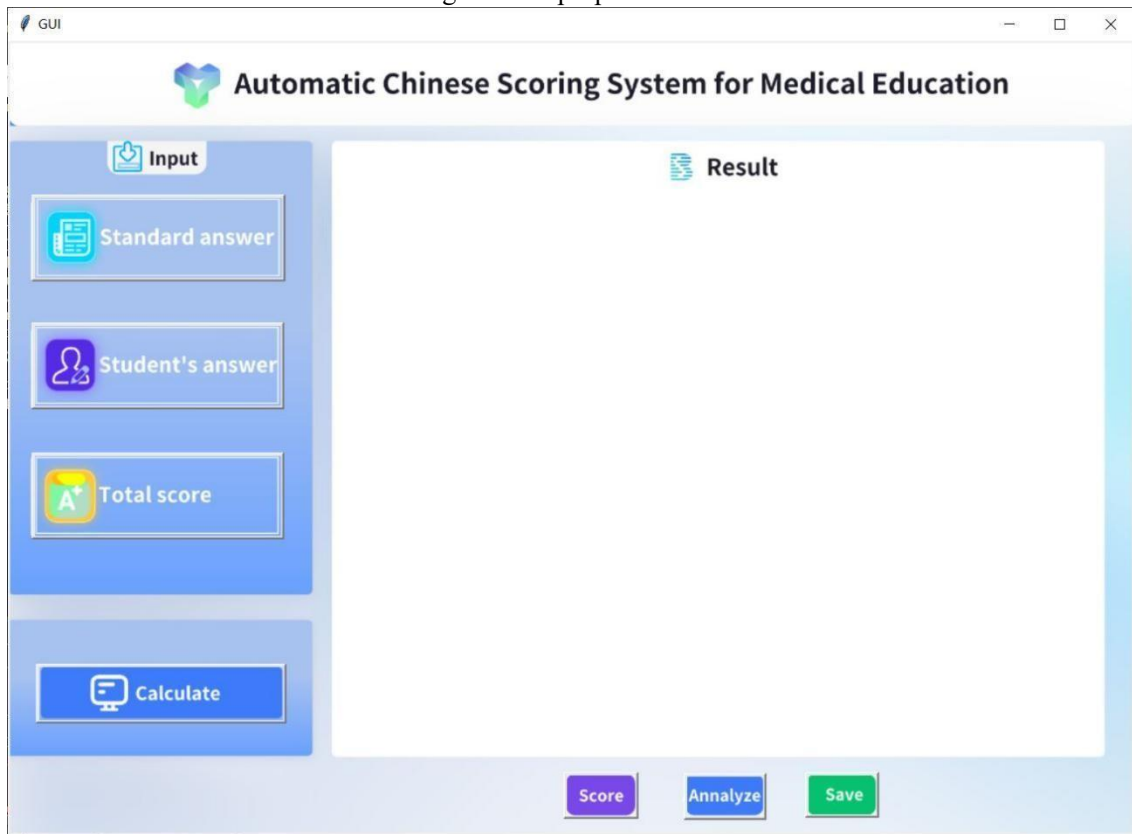 GUI
Automatic Chinese Scoring System for Medical Education
Input
Result
Standard answer
Student's answer
A+ Total score
Calculate
Score
Annalyze
Save